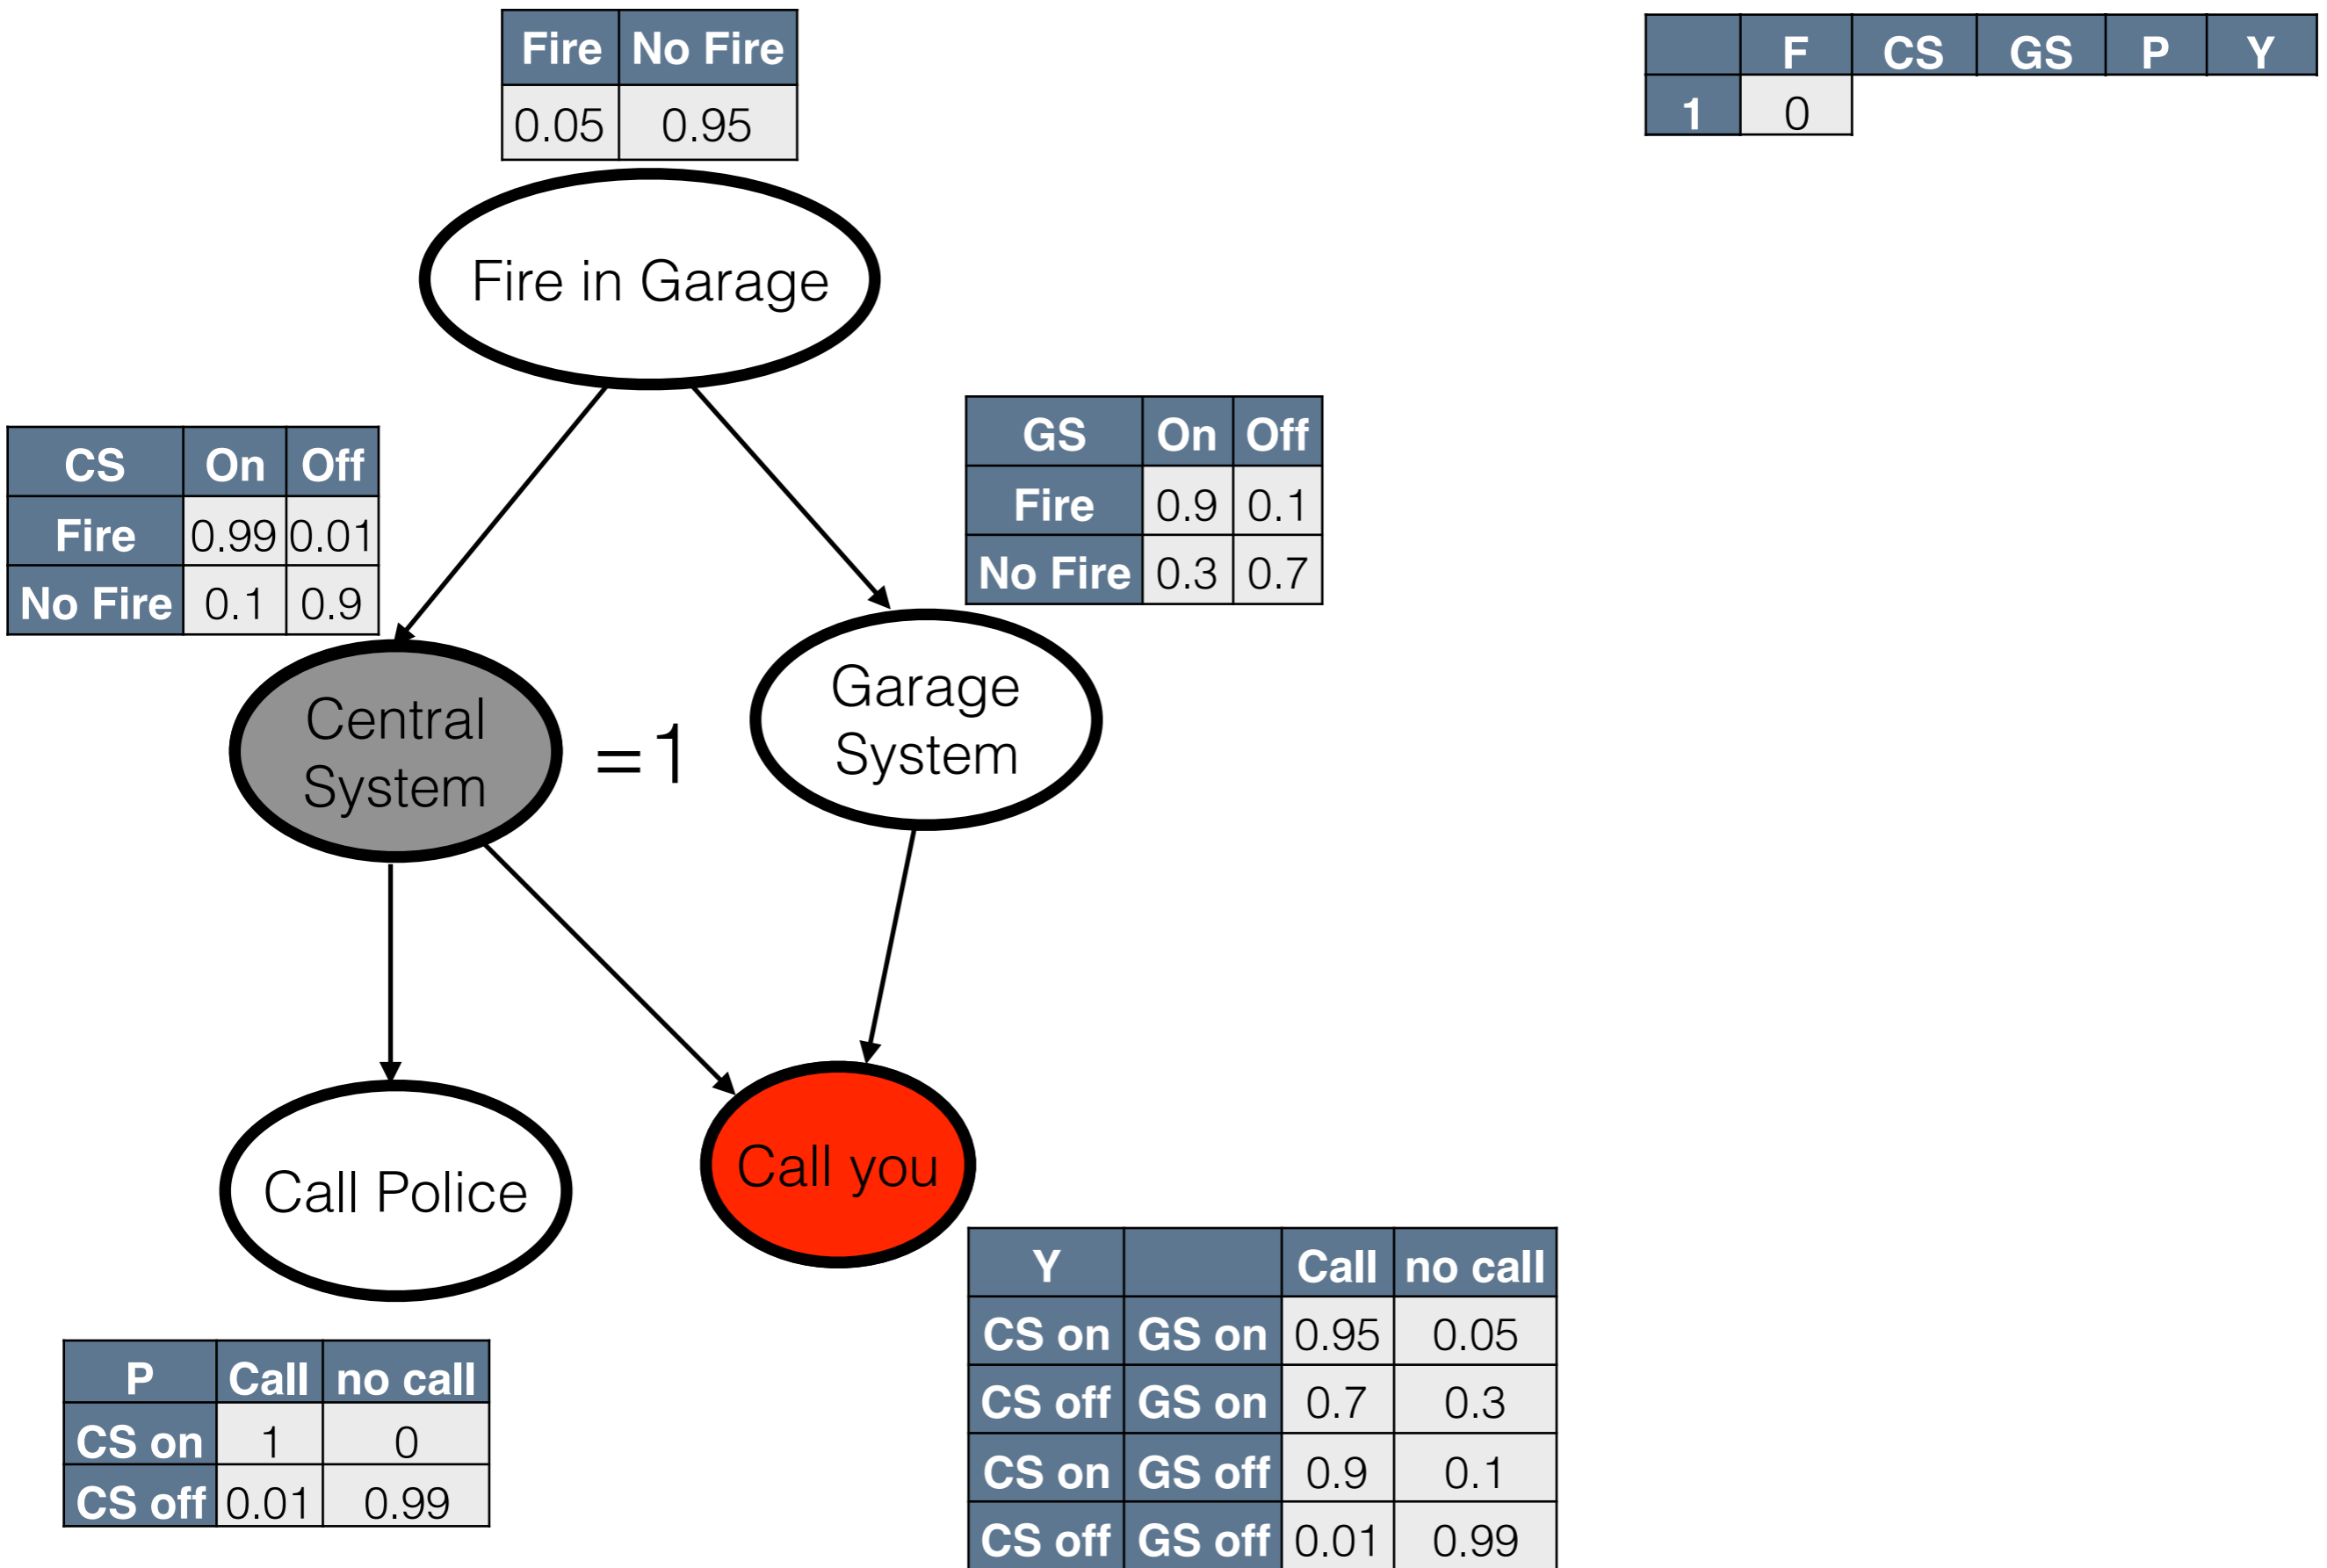 Fire No Fire
0.05 0.95
F CS GS P Y
1 0
Fire in Garage
CS On Off
Fire 0.99 0.01
No Fire 0.1 0.9
GS On Off
Fire 0.9 0.1
No Fire 0.3 0.7
Central
System
=1
Garage
System
Call Police
Call you
P Call no call
CS on 1 0
CS off 0.01 0.99
Y Call no call
CS on GS on 0.95 0.05
CS off GS on 0.7 0.3
CS on GS off 0.9 0.1
CS off GS off 0.01 0.99